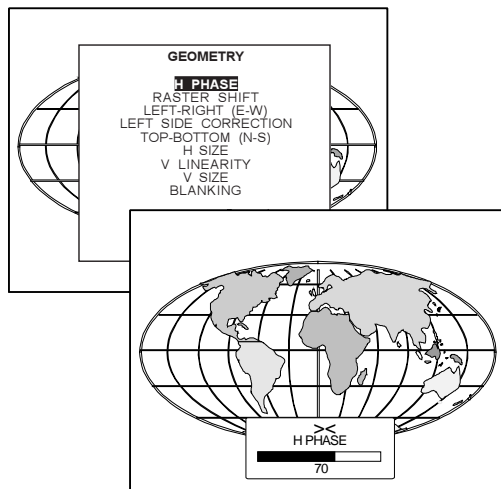 GEOMETRY
H PHASE
RASTER SHIFT
LEFT-RIGHT (E-W)
LEFT SIDE CORRECTION
TOP-BOTTOM (N-S)
H SIZE
V LINEARITY
V SIZE
BLANKING
><
H PHASE
70